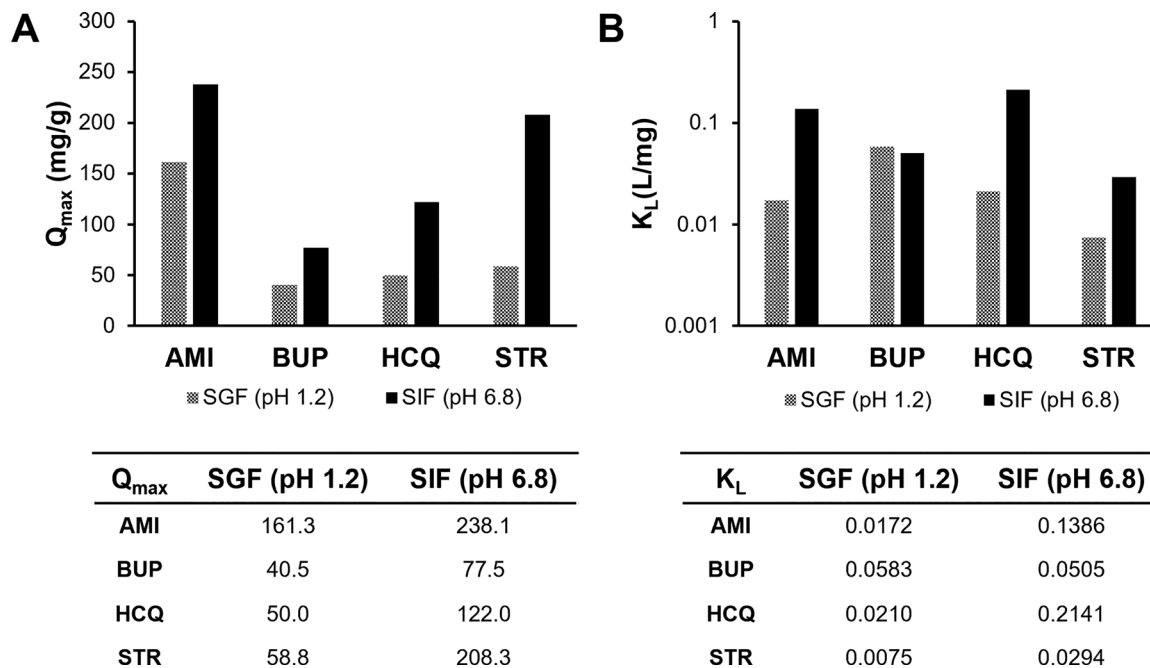 A
300
250
200
150
100
50
0
Qmax (mg/g)
AMI BUP HCQ STR
SGF (pH 1.2) SIF (pH 6.8)
B
1
0.1
0.01
0.001
KL(L/mg)
AMI BUP HCQ STR
SGF (pH 1.2) SIF (pH 6.8)
Qmax SGF (pH 1.2) SIF (pH 6.8)
AMI 161.3 238.1
BUP 40.5 77.5
HCQ 50.0 122.0
STR 58.8 208.3
KL SGF (pH 1.2) SIF (pH 6.8)
AMI 0.0172 0.1386
BUP 0.0583 0.0505
HCQ 0.0210 0.2141
STR 0.0075 0.0294